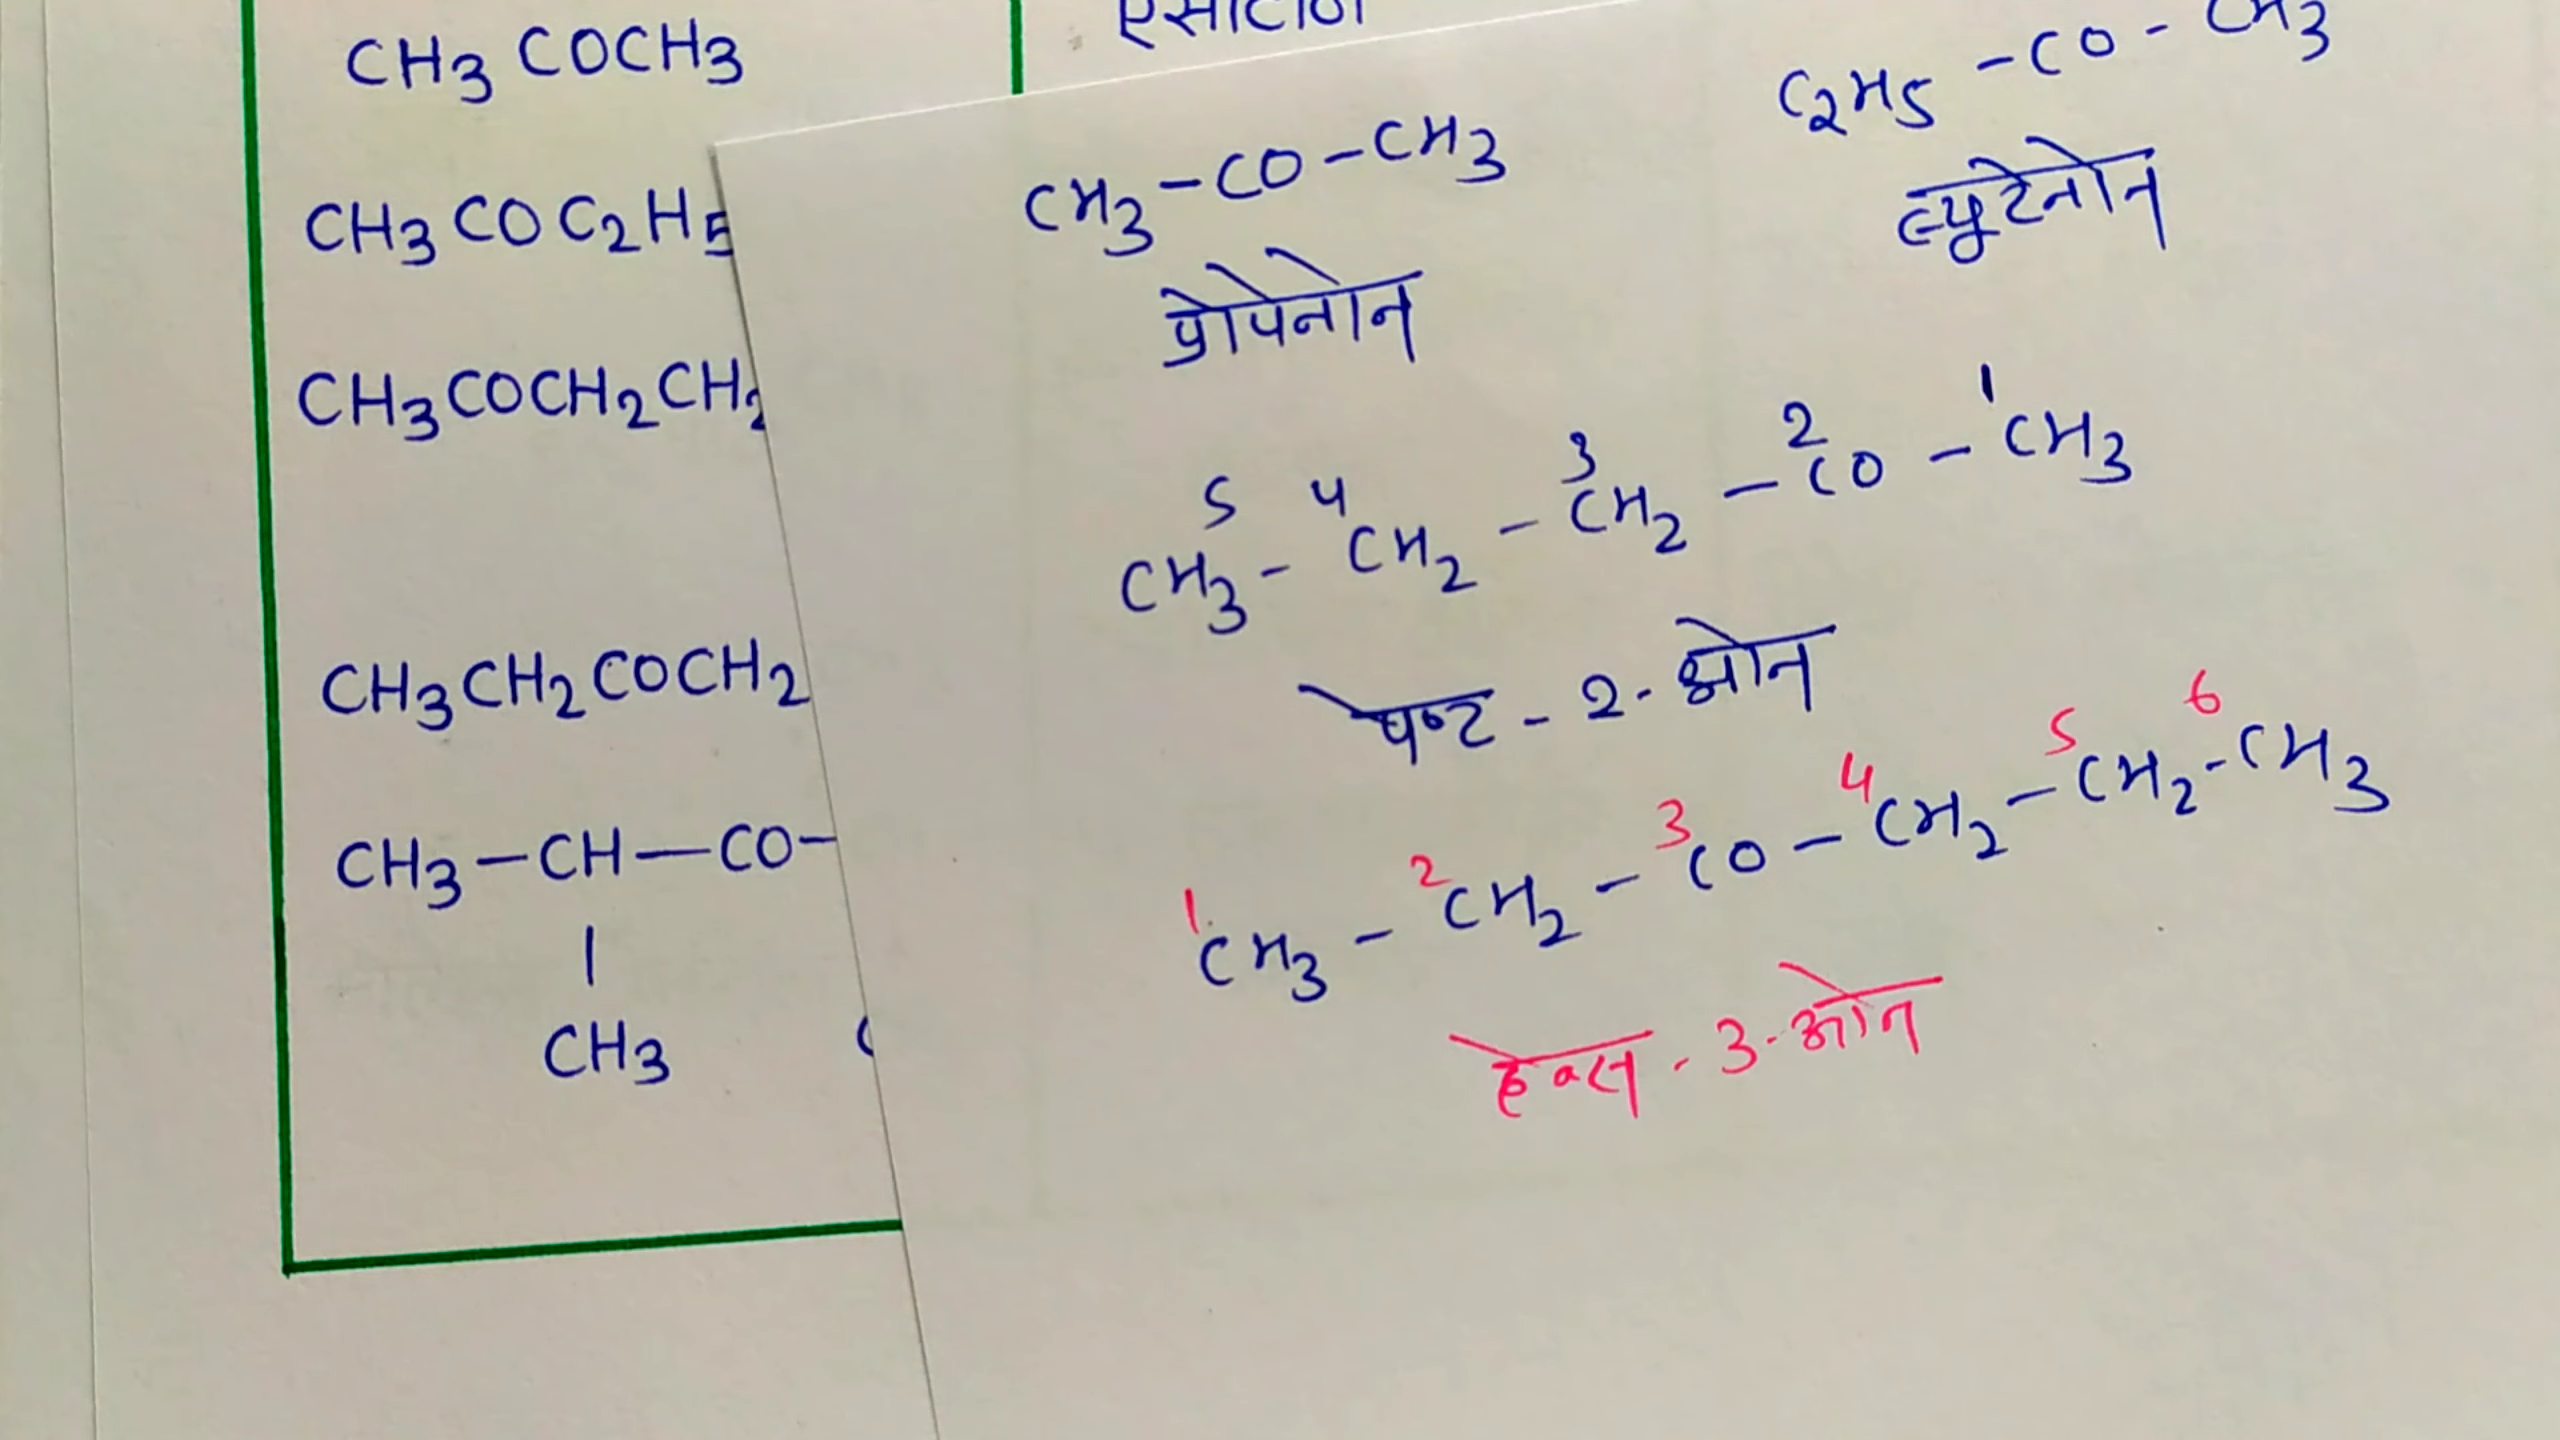 CH3COCH3
CH3COC2H5
CH3COCH2CH2
CH3CH2COCH2
CH3-CH-CO-
|
CH3
एसीटोन
CH3-CO-CH3
प्रोपेनोन
C2H5-CO-CH3
ब्यूटेनोन
5 4 3 2 1
CH3-CH2-CH2-CO-CH3
पेण्ट-2-ओन
1 2 3 4 5 6
CH3-CH2-CO-CH2-CH2-CH3
हेक्स-3-ओन